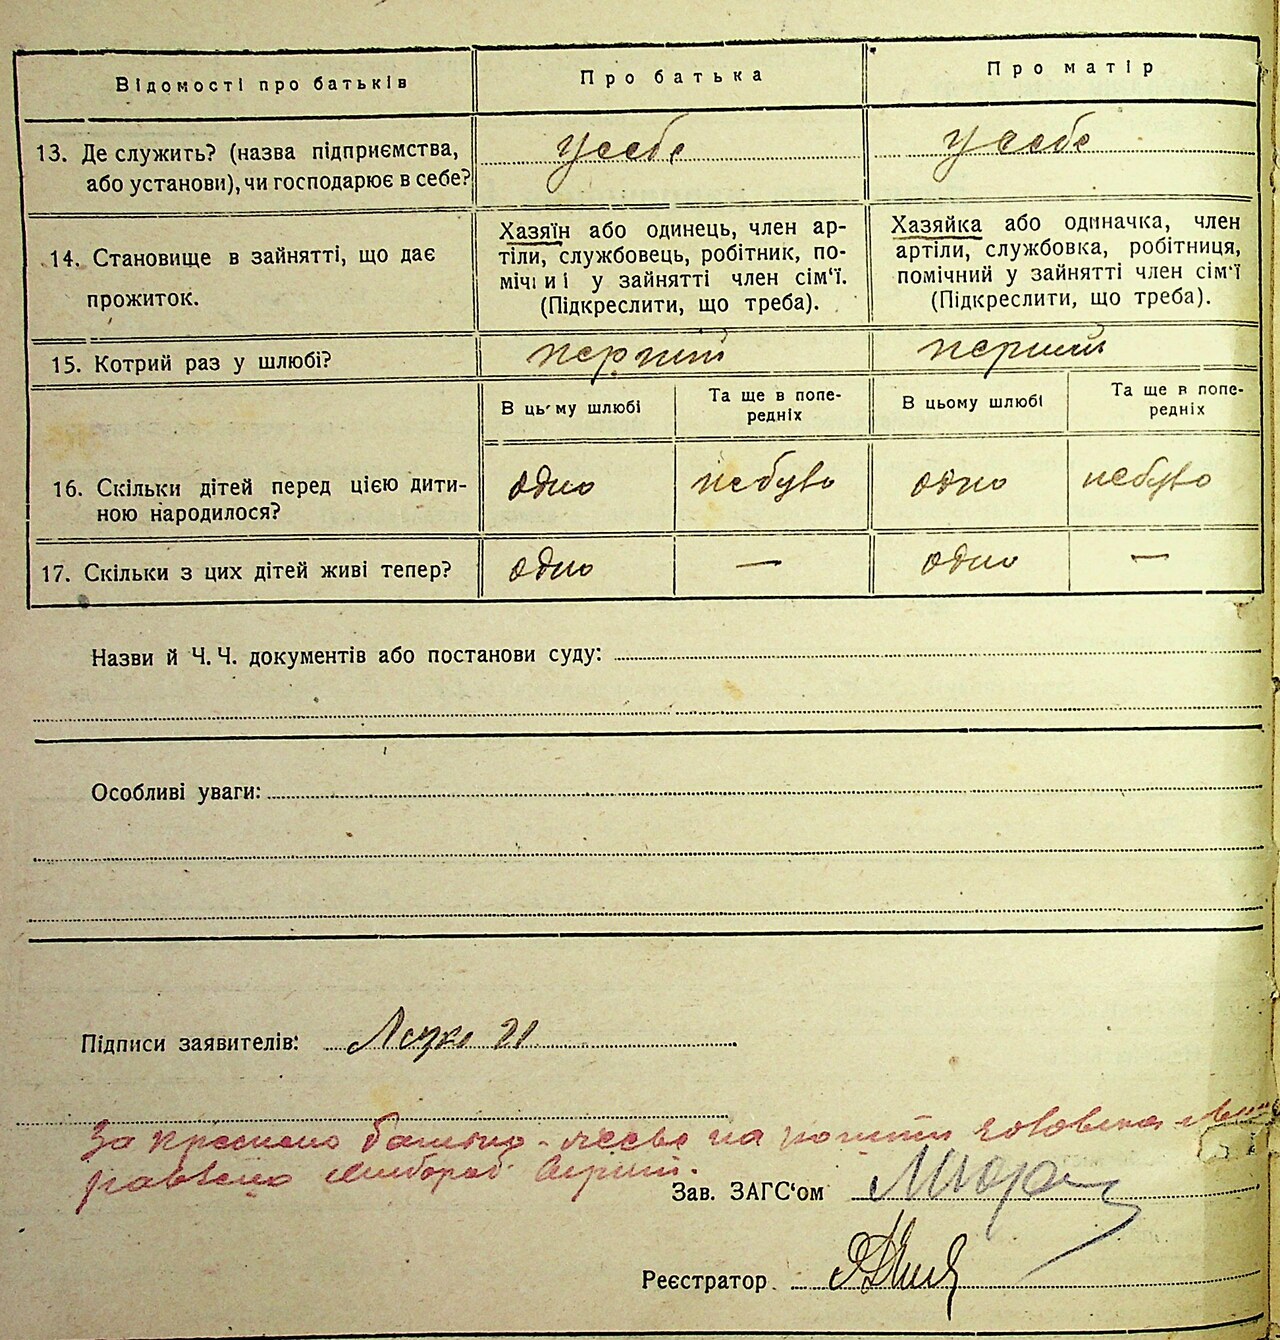 Відомості про батьків
Про батька
Про матір
13. Де служить? (назва підприємства,
або установи), чи господарює в себе?
у себе
у себе
14. Становище в зайнятті, що дає
прожиток.
Хазяїн або одинець, член ар-
тіли, службовець, робітник, по-
мічни і у зайнятті член сім‘ї.
(Підкреслити, що треба).
Хазяйка або одиначка, член
артіли, службовка, робітниця,
помічний у зайнятті член сім‘ї
(Підкреслити, що треба).
15. Котрий раз у шлюбі?
перший
перший
В цьому шлюбі
Та ще в попе-
редніх
В цьому шлюбі
Та ще в попе-
редніх
16. Скільки дітей перед цією дити-
ною народилося?
одно
небуло
одно
небуло
17. Скільки з цих дітей живі тепер?
одно
—
одно
—
Назви й Ч. Ч. документів або постанови суду:
Особливі уваги:
Підписи заявителів:
За
на
Зав. ЗАГС‘ом
Реєстратор